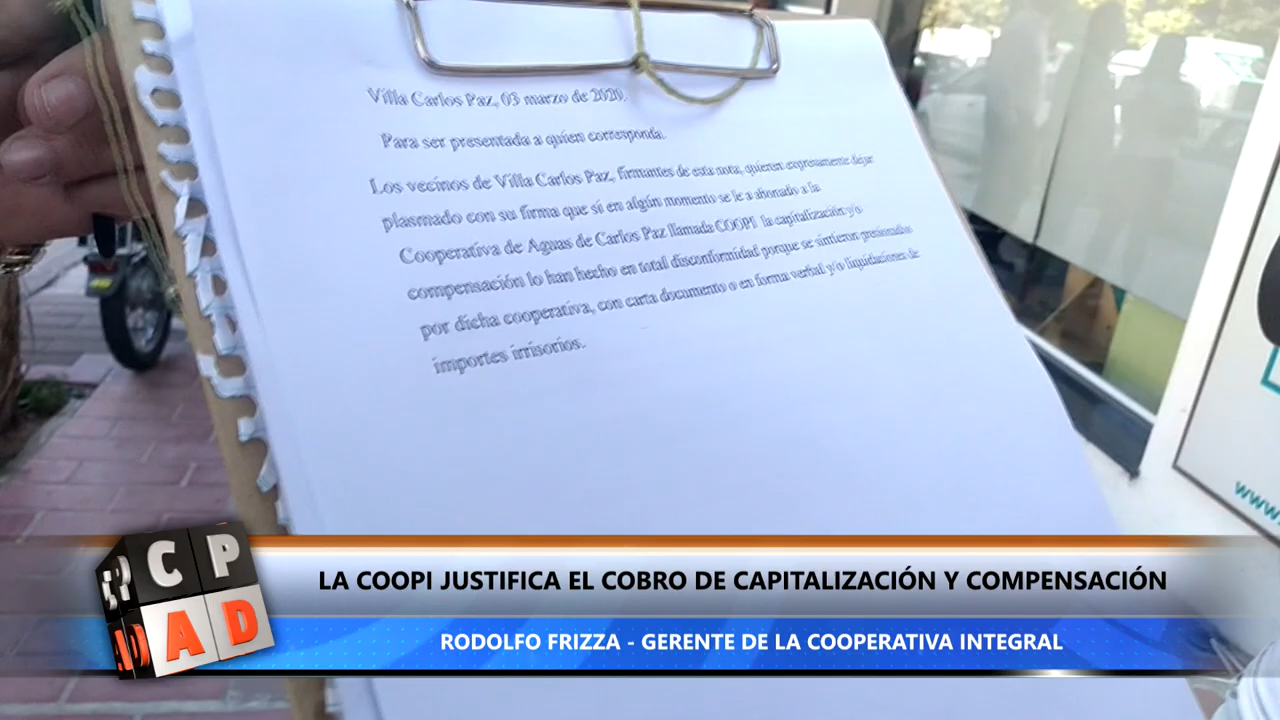 Villa Carlos Paz, 03 marzo de 2020.
Para ser presentada a quien corresponda.
Los vecinos de Villa Carlos Paz, firmantes de esta nota, quieren expresamente dejar
plasmado con su firma que si en algún momento se le a abonado a la
Cooperativa de Aguas de Carlos Paz llamada COOPI la capitalización y/o
compensación lo han hecho en total disconformidad porque se sintieron presionados
por dicha cooperativa, con carta documento o en forma verbal y/o liquidaciones de
importes irrisorios.
www.
CP
AD
LA COOPI JUSTIFICA EL COBRO DE CAPITALIZACIÓN Y COMPENSACIÓN
RODOLFO FRIZZA - GERENTE DE LA COOPERATIVA INTEGRAL